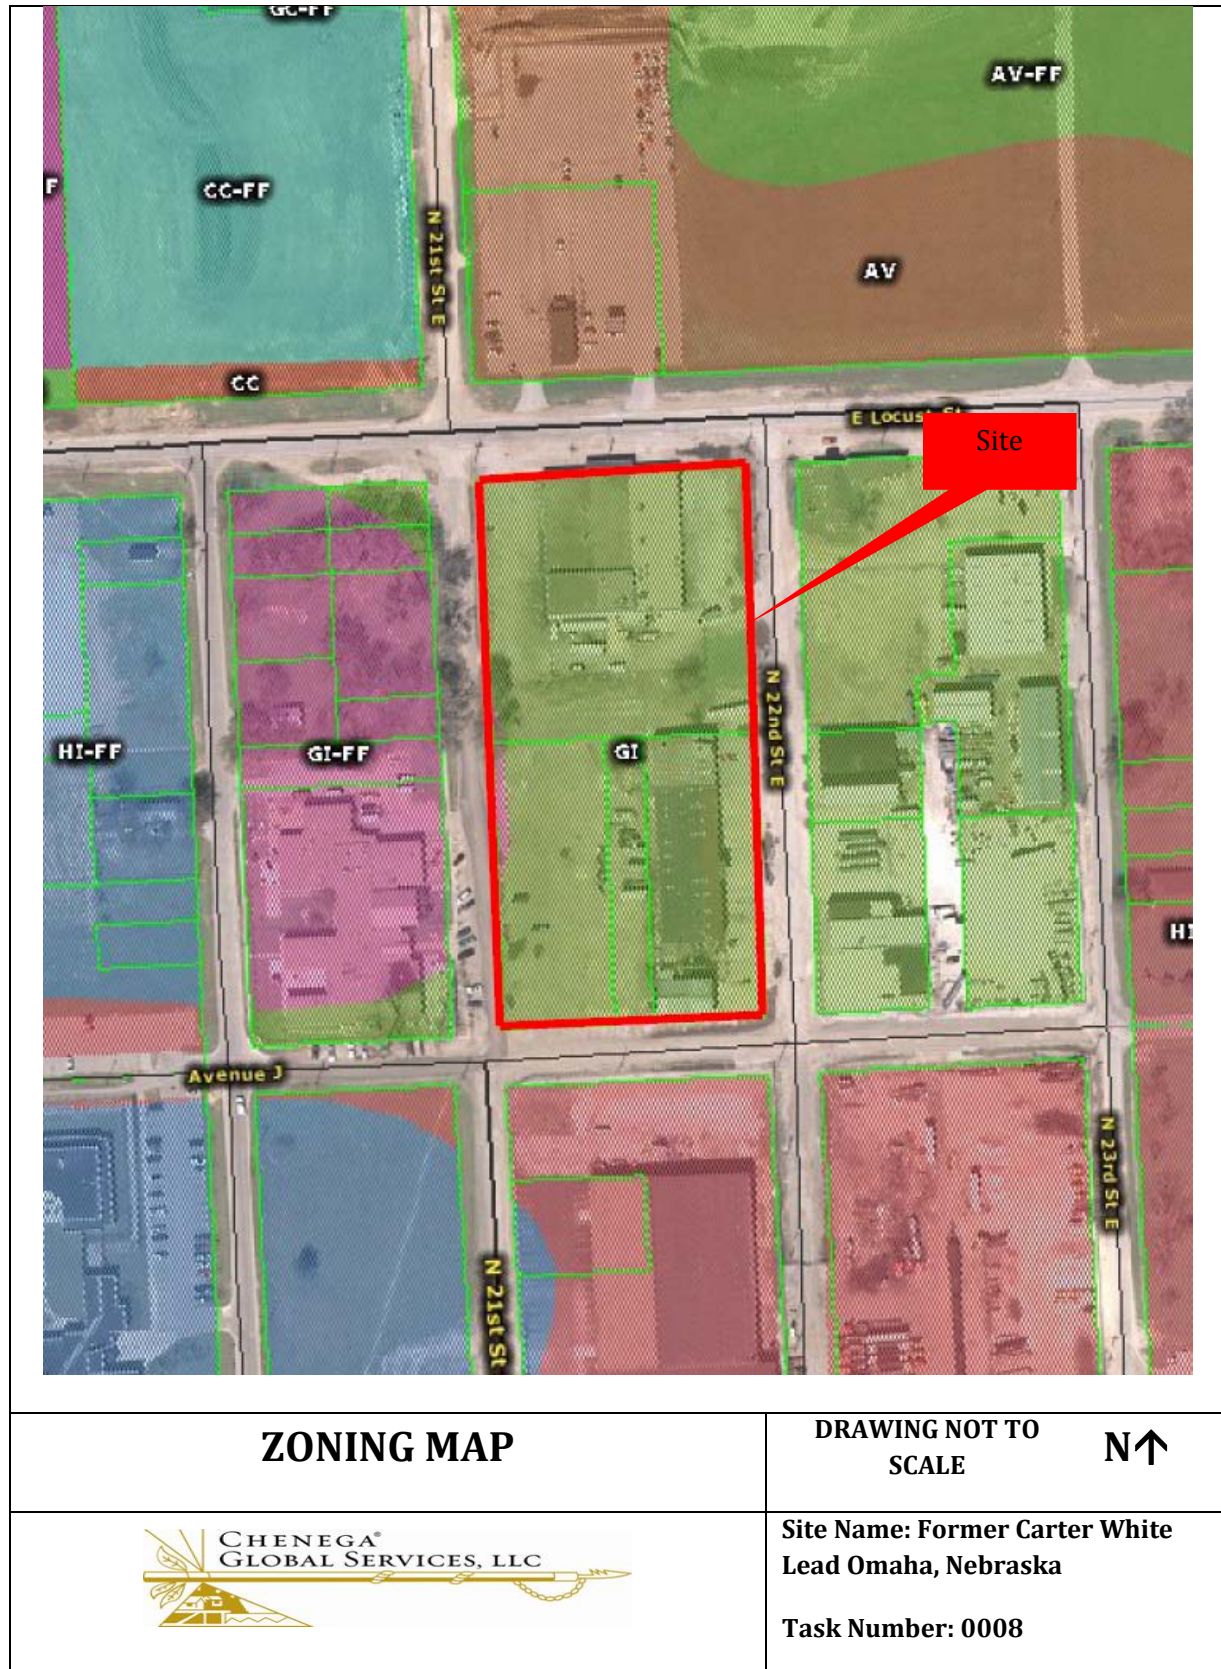 GC-FF
AV-FF
F
CC-FF
N 21st St E
AV
CC
E Locust St
Site
HI-FF
GI-FF
GI
N 22nd St E
HI
Avenue J
N 23rd St E
N 21st St
ZONING MAP
DRAWING NOT TO
SCALE
N↑
CHENEGA®
GLOBAL SERVICES, LLC
Site Name: Former Carter White
Lead Omaha, Nebraska
Task Number: 0008